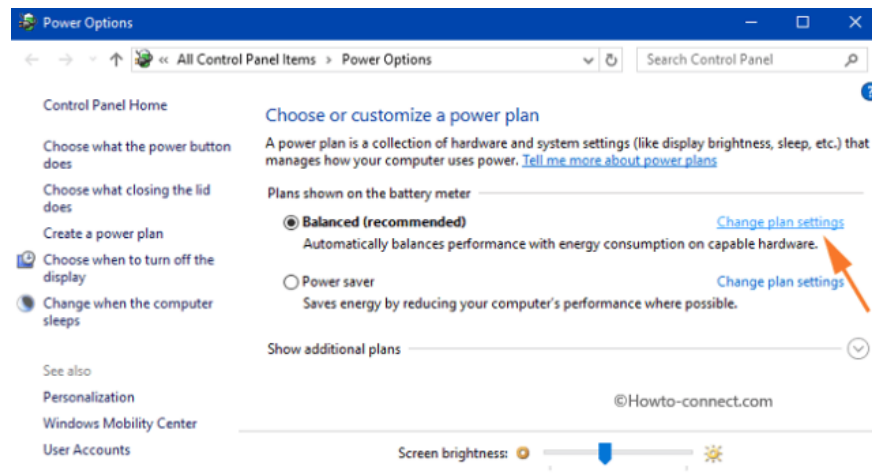 Power Options
« All Control Panel Items > Power Options
Search Control Panel
Control Panel Home
Choose what the power button
does
Choose what closing the lid
does
Create a power plan
Choose when to turn off the
display
Change when the computer
sleeps
See also
Personalization
Windows Mobility Center
User Accounts
Choose or customize a power plan
A power plan is a collection of hardware and system settings (like display brightness, sleep, etc.) that
manages how your computer uses power. Tell me more about power plans
Plans shown on the battery meter
Balanced (recommended) Change plan settings
Automatically balances performance with energy consumption on capable hardware.
Power saver Change plan settings
Saves energy by reducing your computer's performance where possible.
Show additional plans
©Howto-connect.com
Screen brightness: